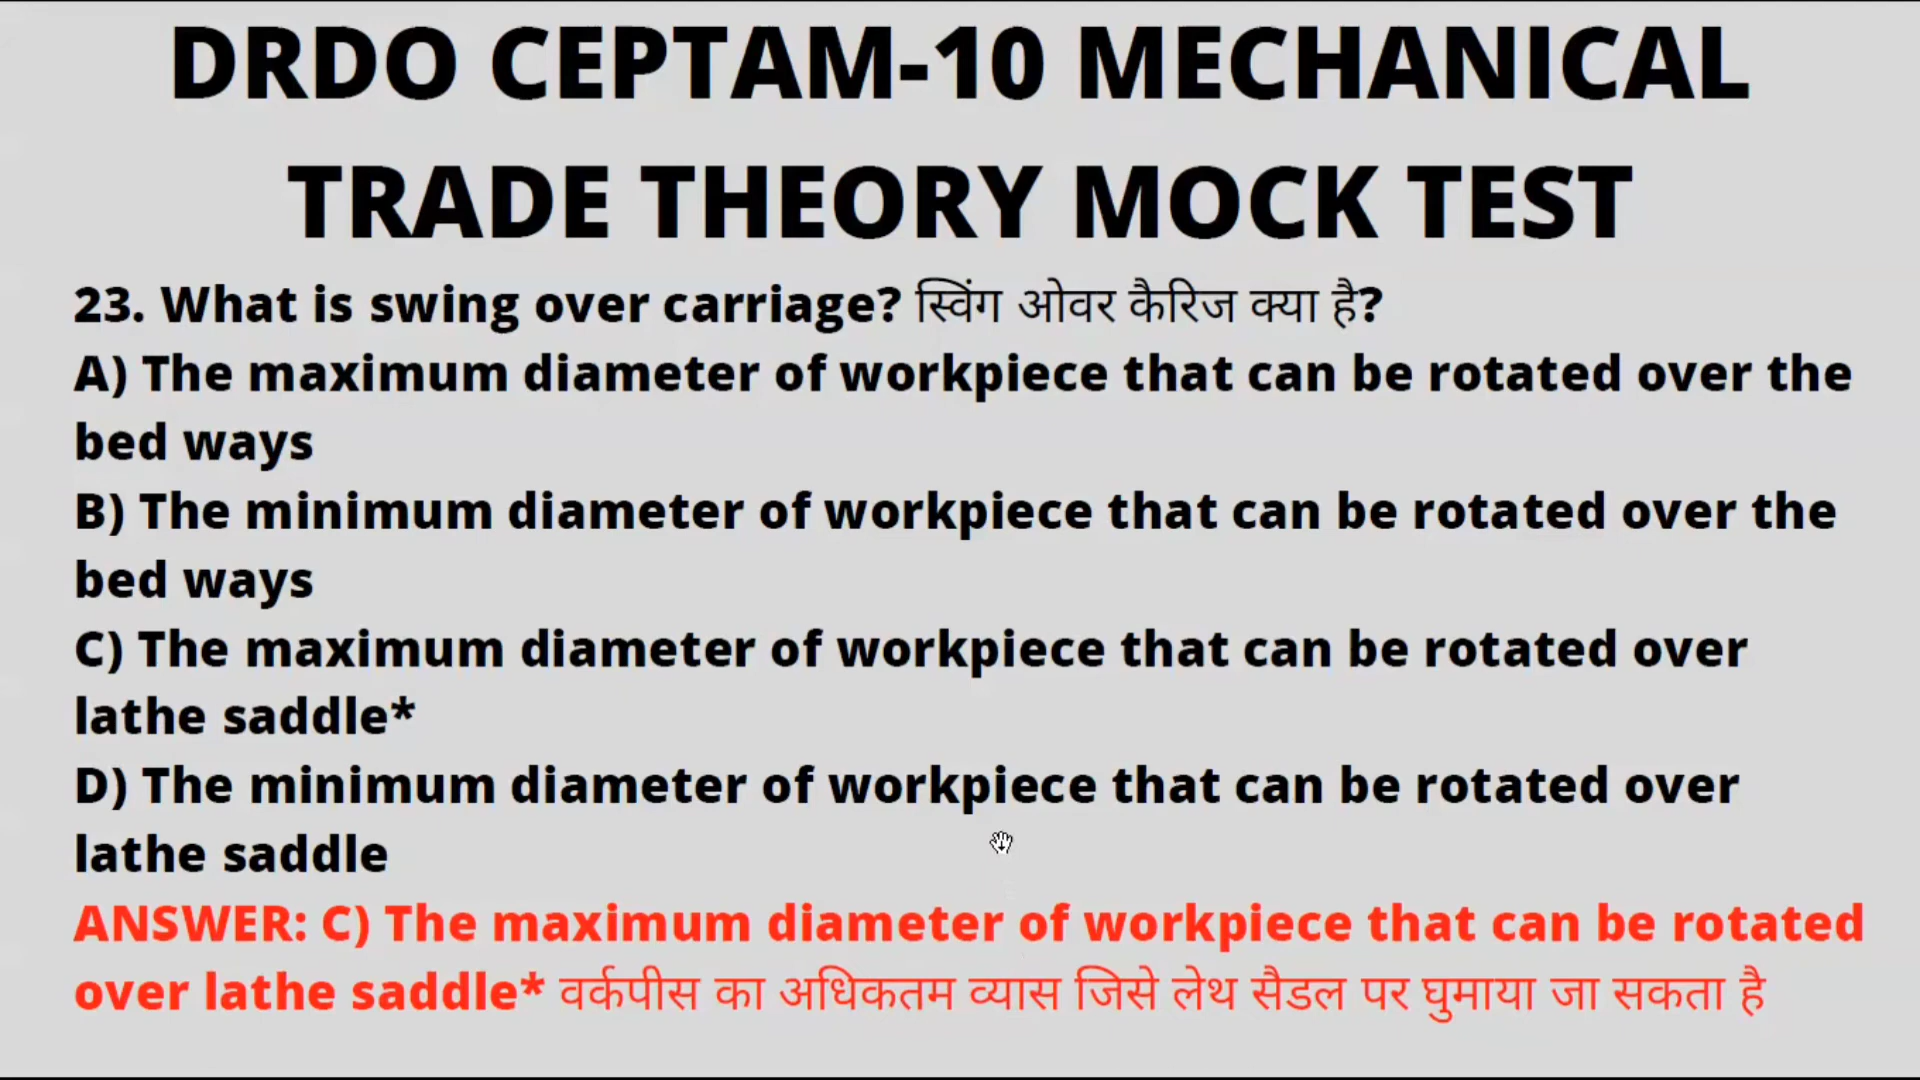 DRDO CEPTAM-10 MECHANICAL
TRADE THEORY MOCK TEST
23. What is swing over carriage? स्विंग ओवर कैरिज क्या है?
A) The maximum diameter of workpiece that can be rotated over the
bed ways
B) The minimum diameter of workpiece that can be rotated over the
bed ways
C) The maximum diameter of workpiece that can be rotated over
lathe saddle*
D) The minimum diameter of workpiece that can be rotated over
lathe saddle
ANSWER: C) The maximum diameter of workpiece that can be rotated
over lathe saddle* वर्कपीस का अधिकतम व्यास जिसे लेथ सैडल पर घुमाया जा सकता है